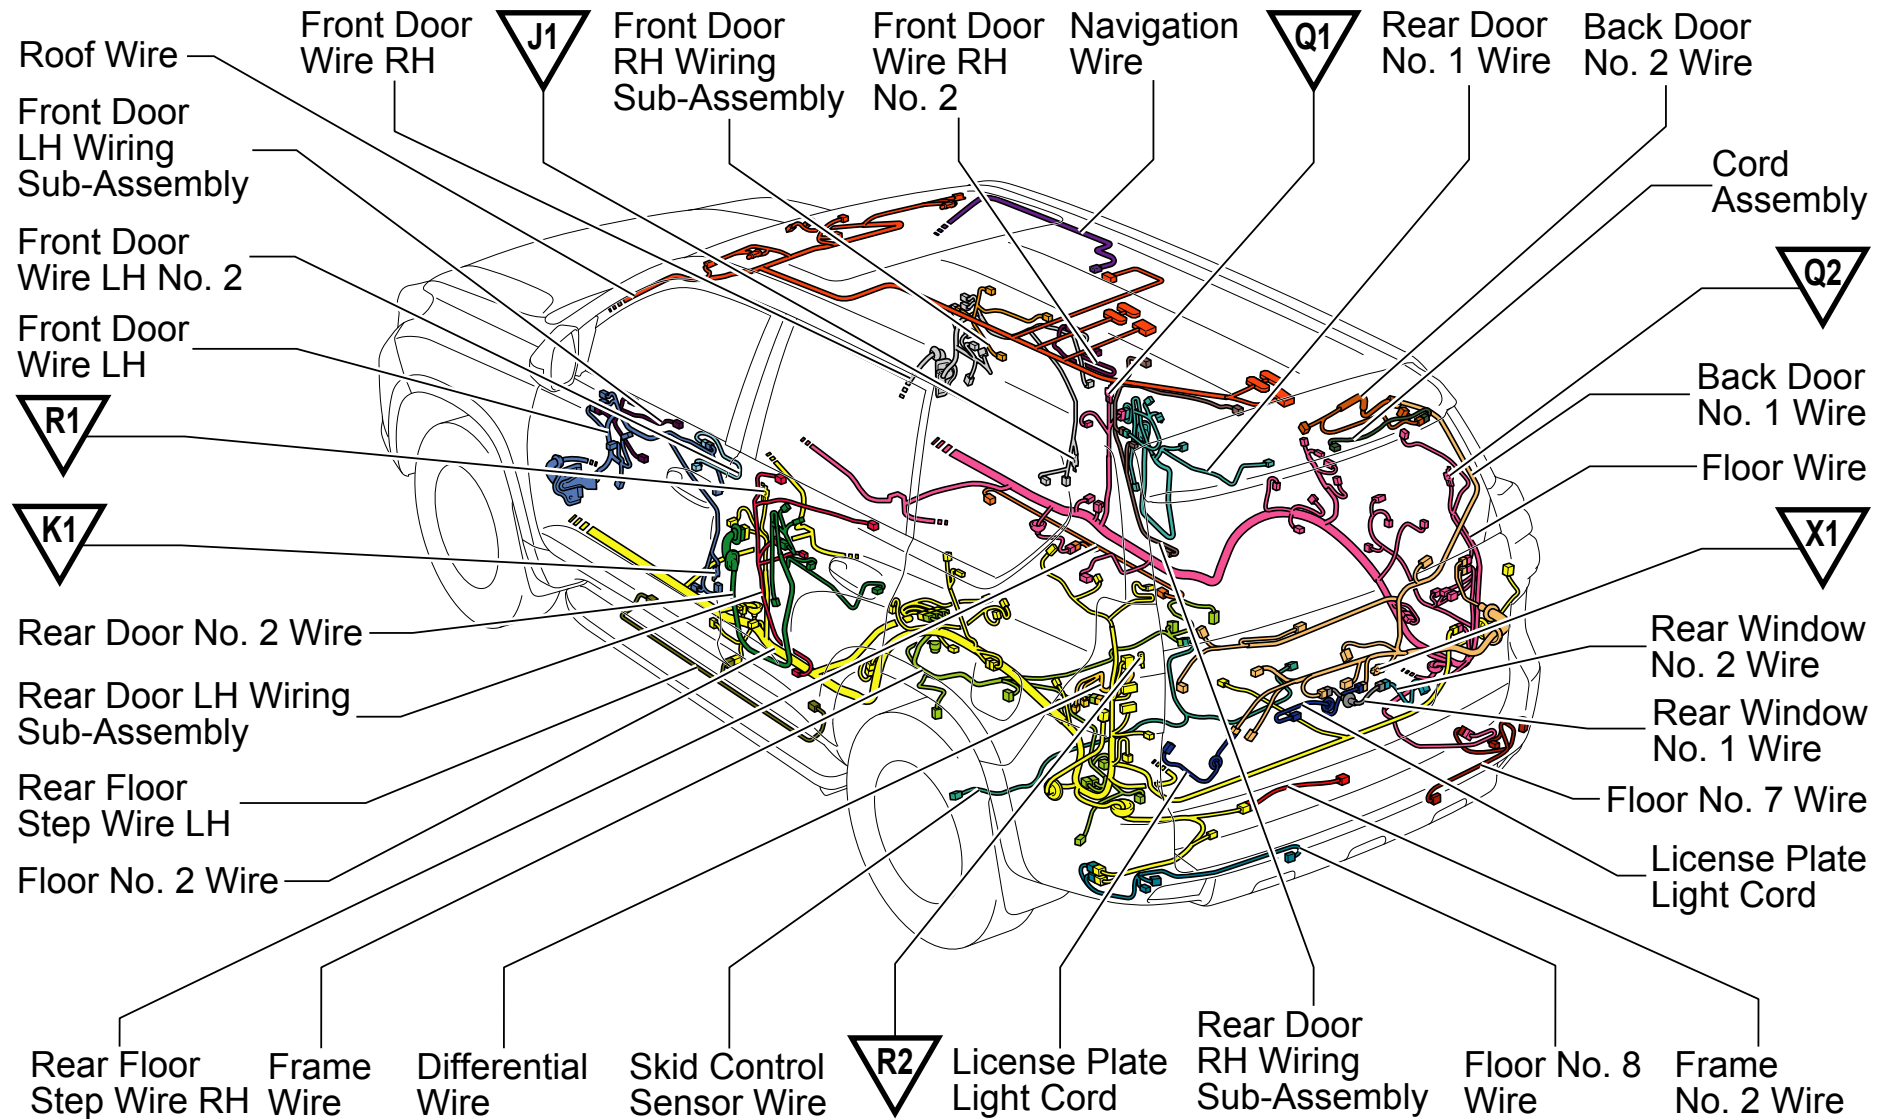 Roof Wire
Front Door
Wire RH
J1
Front Door
RH Wiring
Sub-Assembly
Front Door
Wire RH
No. 2
Navigation
Wire
Q1
Rear Door
No. 1 Wire
Back Door
No. 2 Wire
Front Door
LH Wiring
Sub-Assembly
Cord
Assembly
Front Door
Wire LH No. 2
Q2
Front Door
Wire LH
Back Door
No. 1 Wire
R1
Floor Wire
K1
X1
Rear Door No. 2 Wire
Rear Window
No. 2 Wire
Rear Door LH Wiring
Sub-Assembly
Rear Window
No. 1 Wire
Rear Floor
Step Wire LH
Floor No. 7 Wire
Floor No. 2 Wire
License Plate
Light Cord
Rear Floor
Step Wire RH
Frame
Wire
Differential
Wire
Skid Control
Sensor Wire
R2
License Plate
Light Cord
Rear Door
RH Wiring
Sub-Assembly
Floor No. 8
Wire
Frame
No. 2 Wire